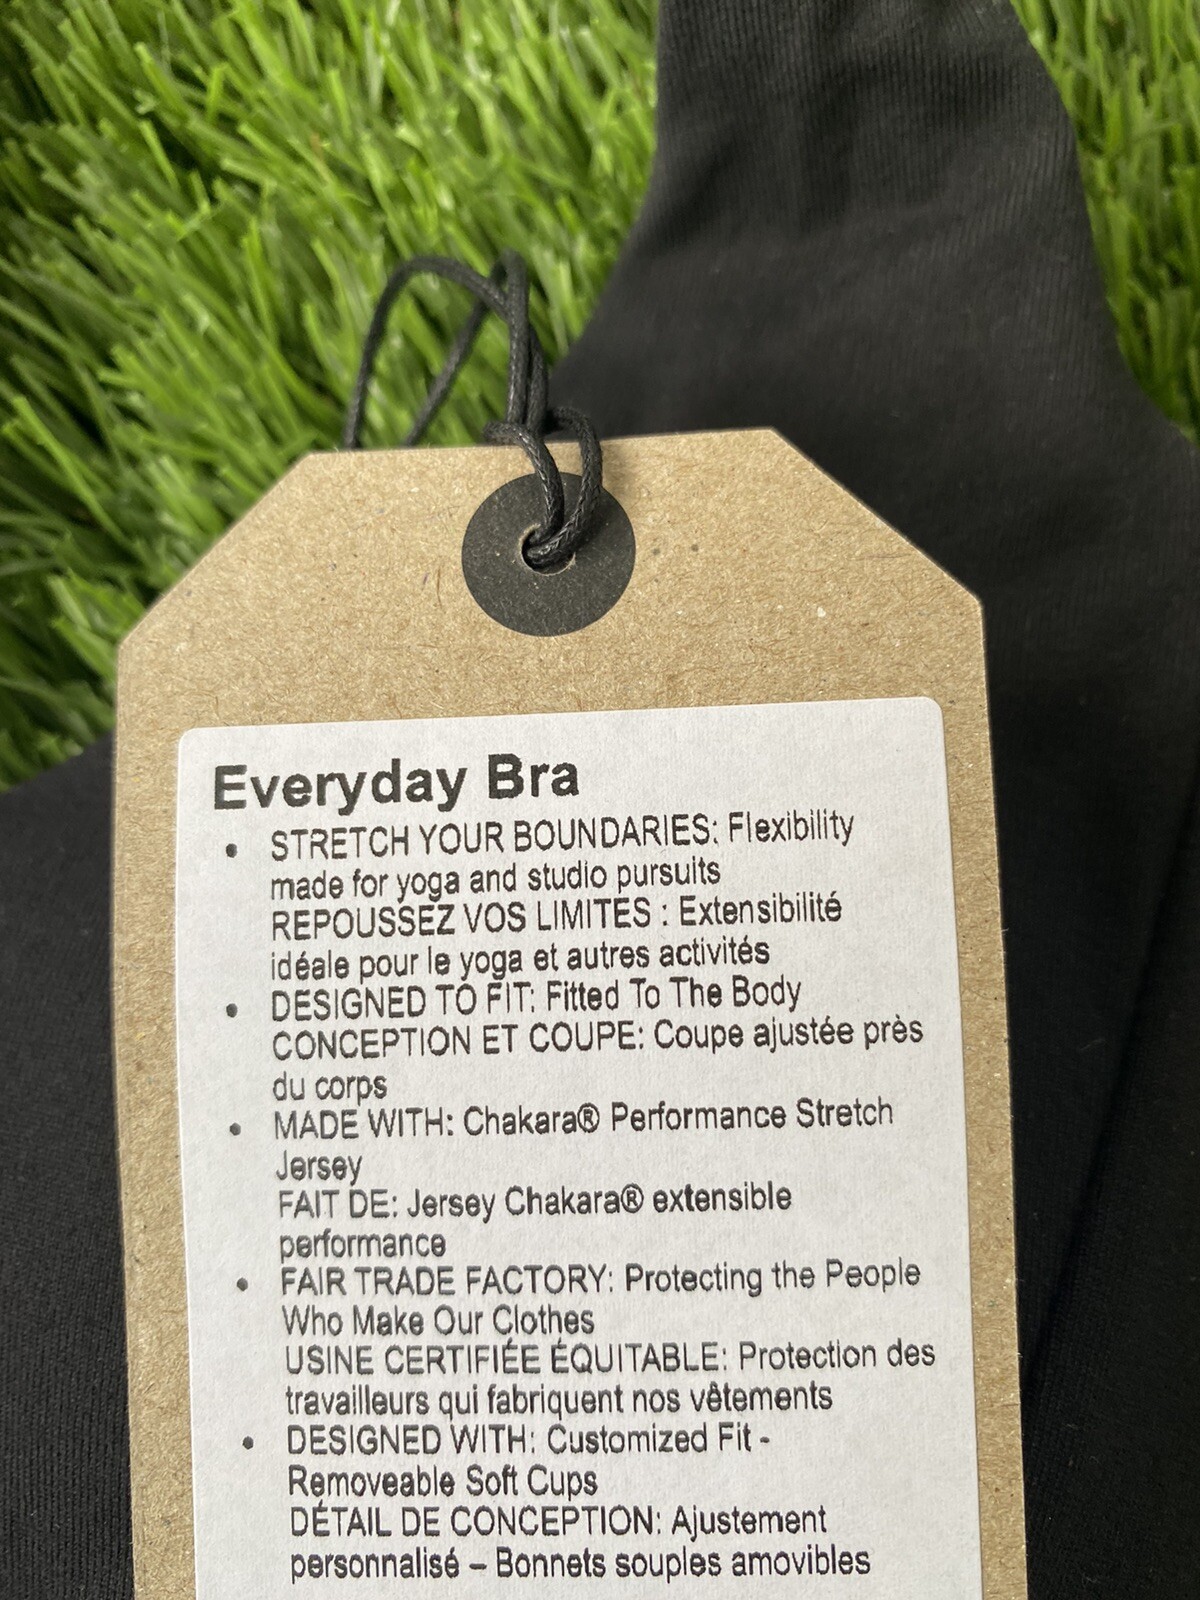 Everyday Bra
• STRETCH YOUR BOUNDARIES: Flexibility
made for yoga and studio pursuits
REPOUSSEZ VOS LIMITES : Extensibilité
idéale pour le yoga et autres activités
• DESIGNED TO FIT: Fitted To The Body
CONCEPTION ET COUPE: Coupe ajustée près
du corps
• MADE WITH: Chakara® Performance Stretch
Jersey
FAIT DE: Jersey Chakara® extensible
performance
• FAIR TRADE FACTORY: Protecting the People
Who Make Our Clothes
USINE CERTIFIÉE ÉQUITABLE: Protection des
travailleurs qui fabriquent nos vêtements
• DESIGNED WITH: Customized Fit -
Removeable Soft Cups
DÉTAIL DE CONCEPTION: Ajustement
personnalisé – Bonnets souples amovibles